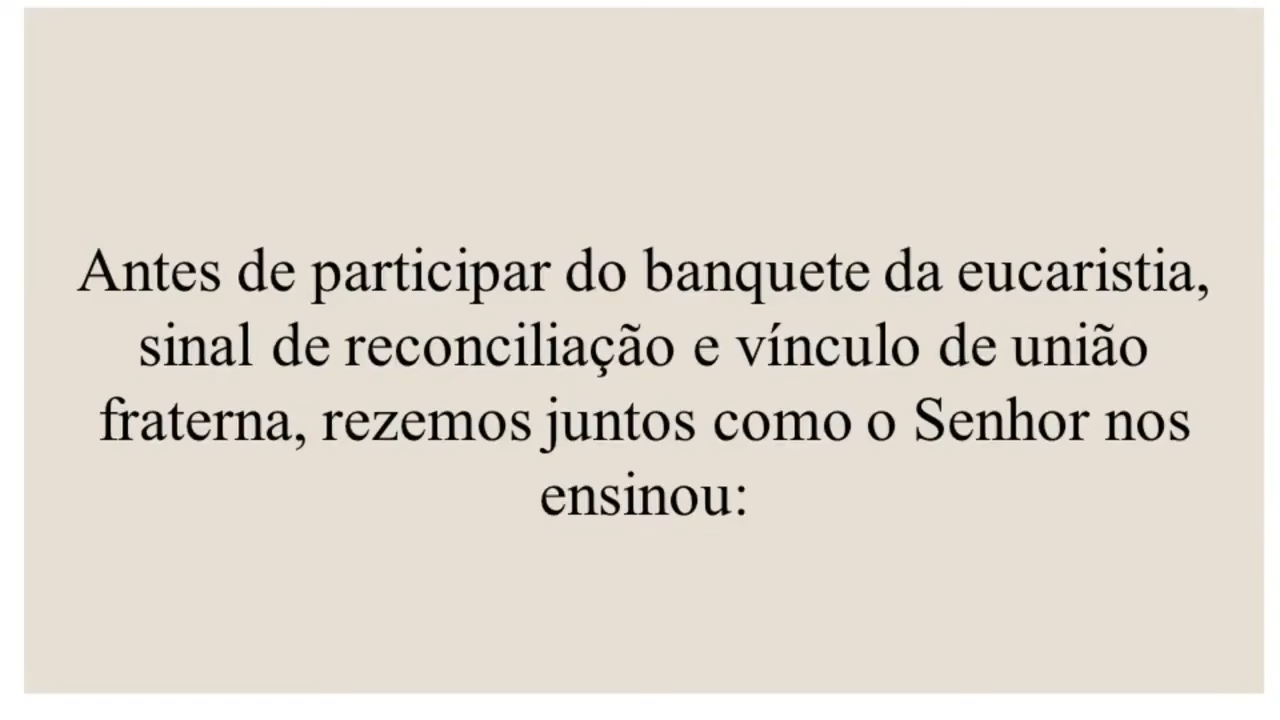 Antes de participar do banquete da eucaristia,
sinal de reconciliação e vínculo de união
fraterna, rezemos juntos como o Senhor nos
ensinou: